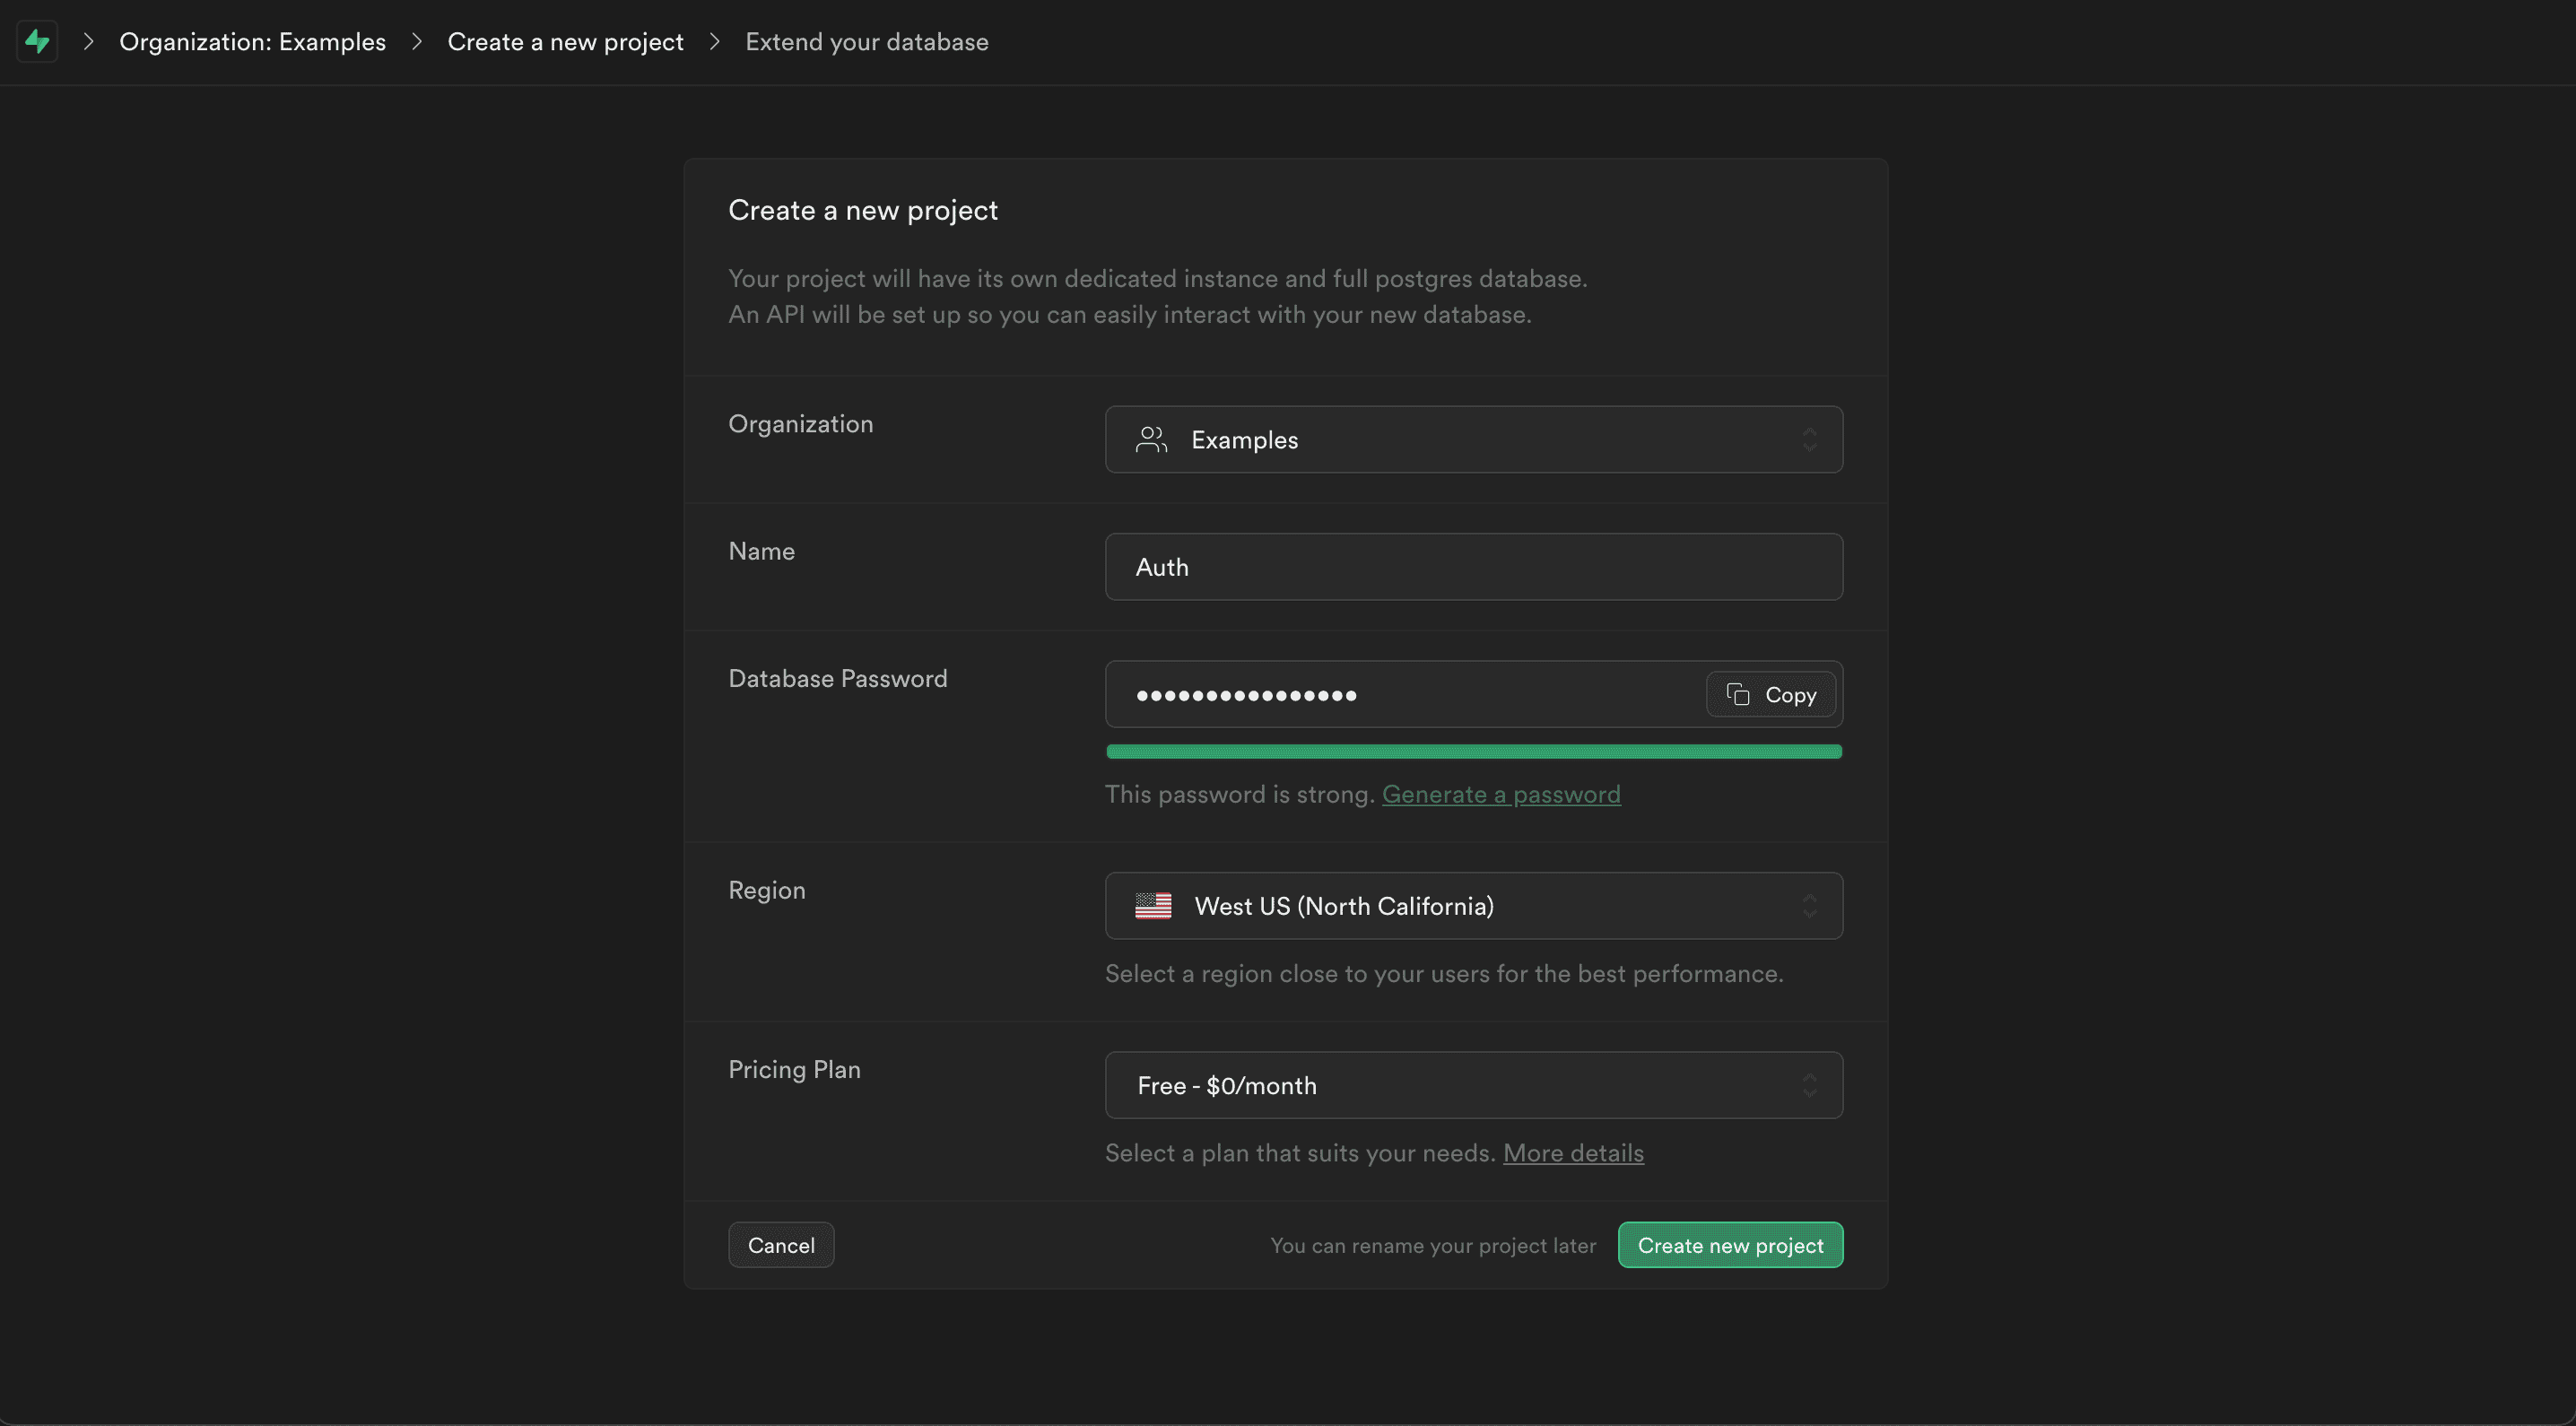 Organization: Examples > Create a new project > Extend your database
Create a new project
Your project will have its own dedicated instance and full postgres database.
An API will be set up so you can easily interact with your new database.
Organization
Examples
Name
Auth
Database Password
••••••••••••••••
Copy
This password is strong. Generate a password
Region
West US (North California)
Select a region close to your users for the best performance.
Pricing Plan
Free - $0/month
Select a plan that suits your needs. More details
Cancel
You can rename your project later
Create new project